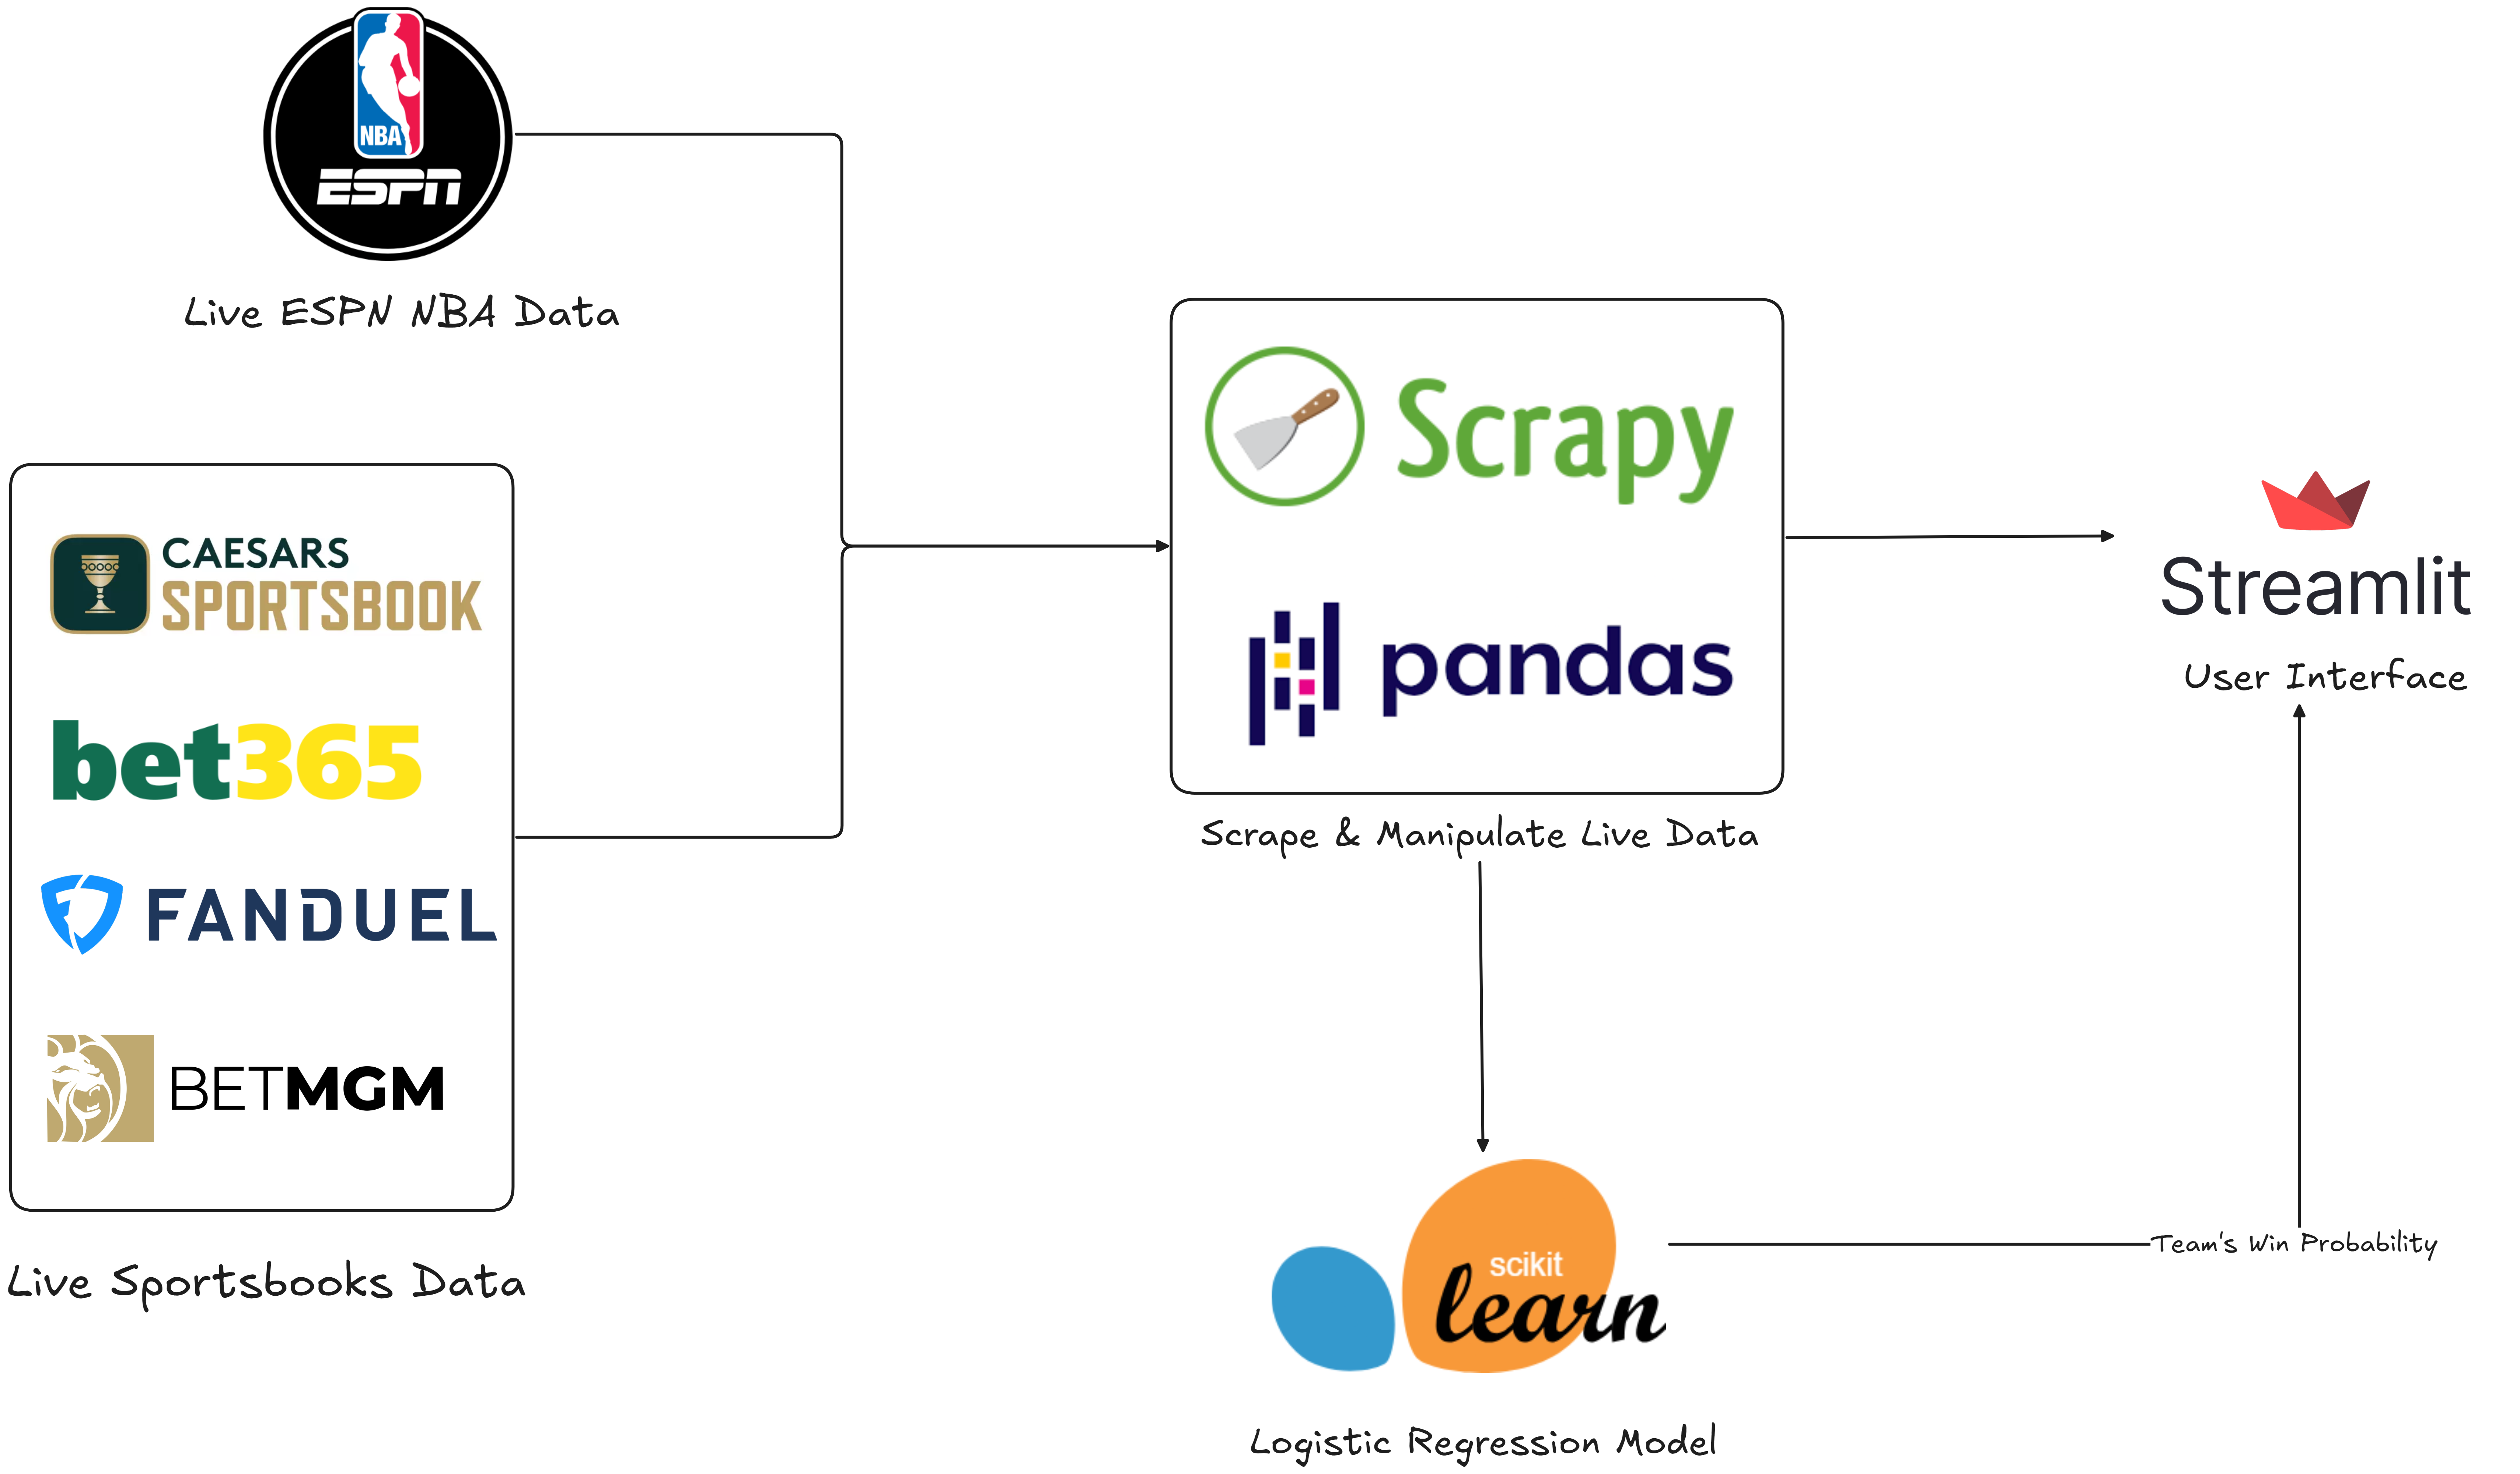 NBA
ESPN
Live ESPN NBA Data
CAESARS
SPORTSBOOK
bet365
FANDUEL
BETMGM
Live Sportsbooks Data
Scrapy
pandas
Scrape & Manipulate Live Data
Streamlit
User Interface
scikit
learn
Logistic Regression Model
Team's Win Probability